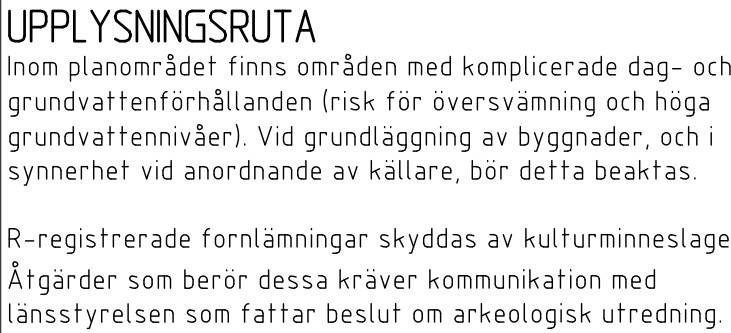 UPPLYSNINGSRUTA
Inom planområdet finns områden med komplicerade dag- och
grundvattenförhållanden (risk för översvämning och höga
grundvattennivåer). Vid grundläggning av byggnader, och i
synnerhet vid anordnande av källare, bör detta beaktas.
R-registrerade fornlämningar skyddas av kulturminneslage
Åtgärder som berör dessa kräver kommunikation med
länsstyrelsen som fattar beslut om arkeologisk utredning.